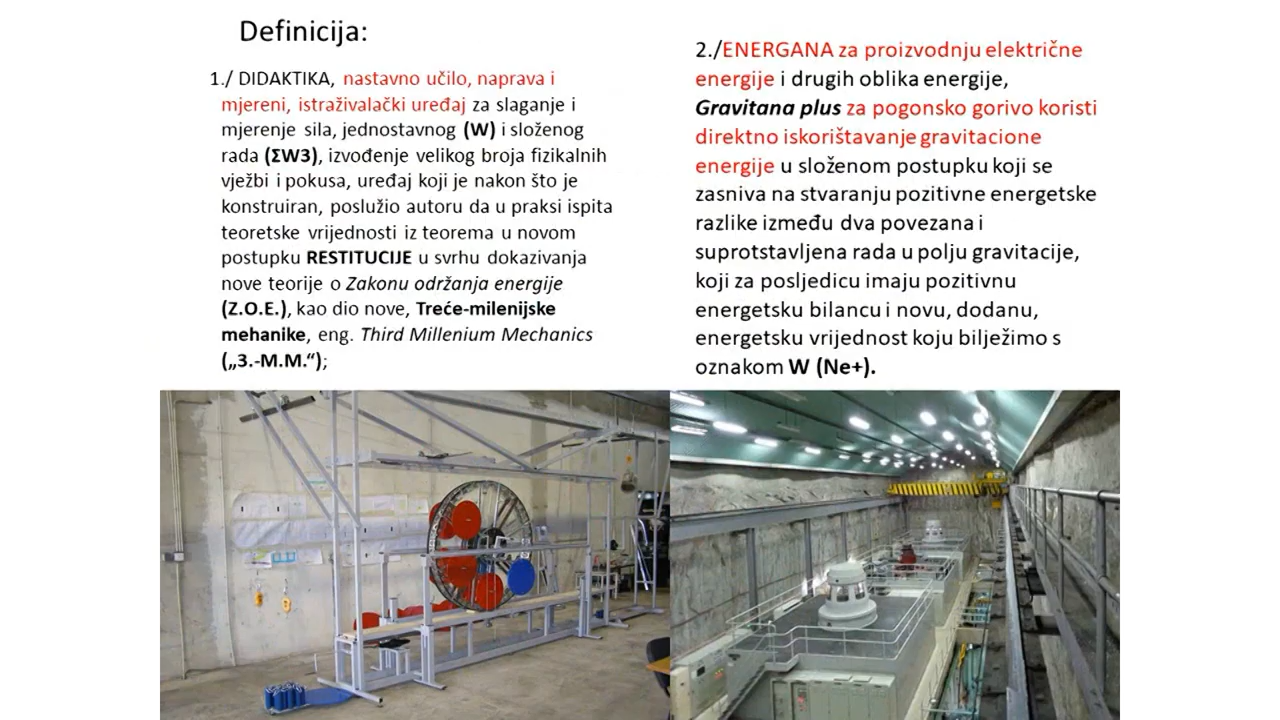 Definicija:
1./ DIDAKTIKA, nastavno učilo, naprava i
mjereni, istraživalački uređaj za slaganje i
mjerenje sila, jednostavnog (W) i složenog
rada (ΣW3), izvođenje velikog broja fizikalnih
vježbi i pokusa, uređaj koji je nakon što je
konstruiran, poslužio autoru da u praksi ispita
teoretske vrijednosti iz teorema u novom
postupku RESTITUCIJE u svrhu dokazivanja
nove teorije o Zakonu održanja energije
(Z.O.E.), kao dio nove, Treće-milenijske
mehanike, eng. Third Millenium Mechanics
(„3.-M.M.“);
2./ENERGANA za proizvodnju električne
energije i drugih oblika energije,
Gravitana plus za pogonsko gorivo koristi
direktno iskorištavanje gravitacione
energije u složenom postupku koji se
zasniva na stvaranju pozitivne energetske
razlike između dva povezana i
suprotstavljena rada u polju gravitacije,
koji za posljedicu imaju pozitivnu
energetsku bilancu i novu, dodanu,
energetsku vrijednost koju bilježimo s
oznakom W (Ne+).